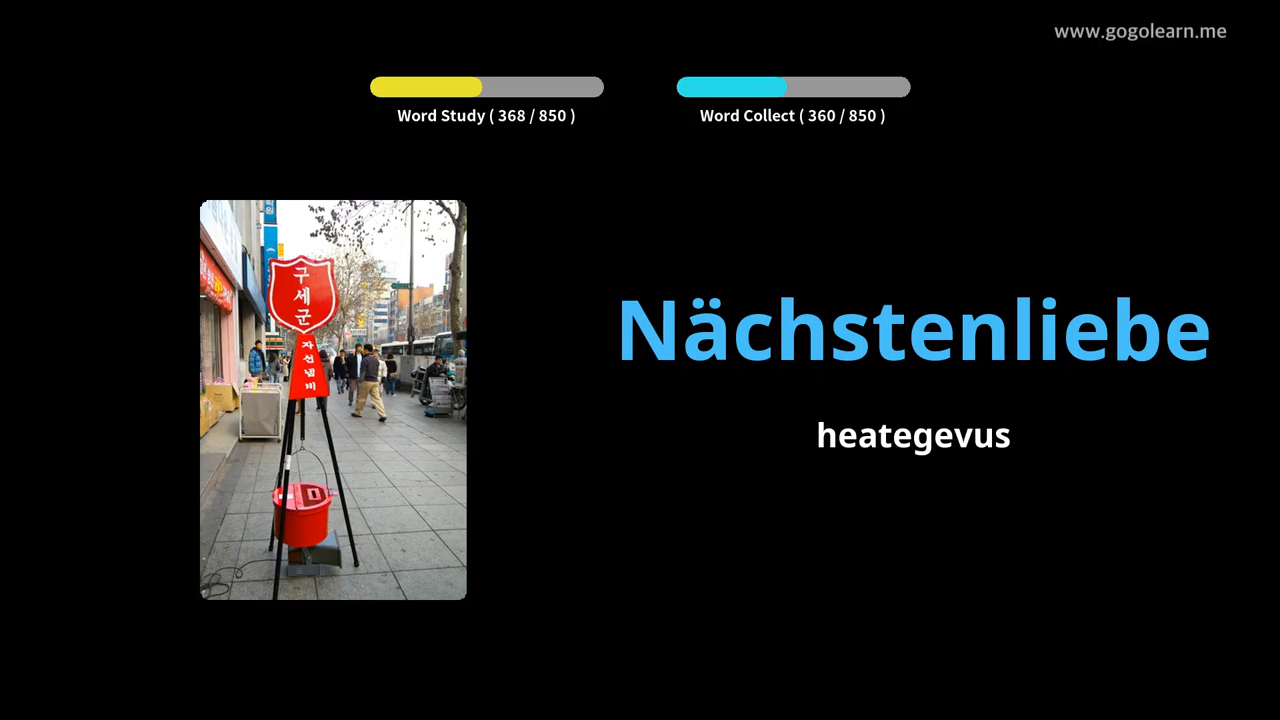 www.gogolearn.me
Word Study ( 368 / 850 )
Word Collect ( 360 / 850 )
구
세
군
자
선
냄
비
Nächstenliebe
heategevus